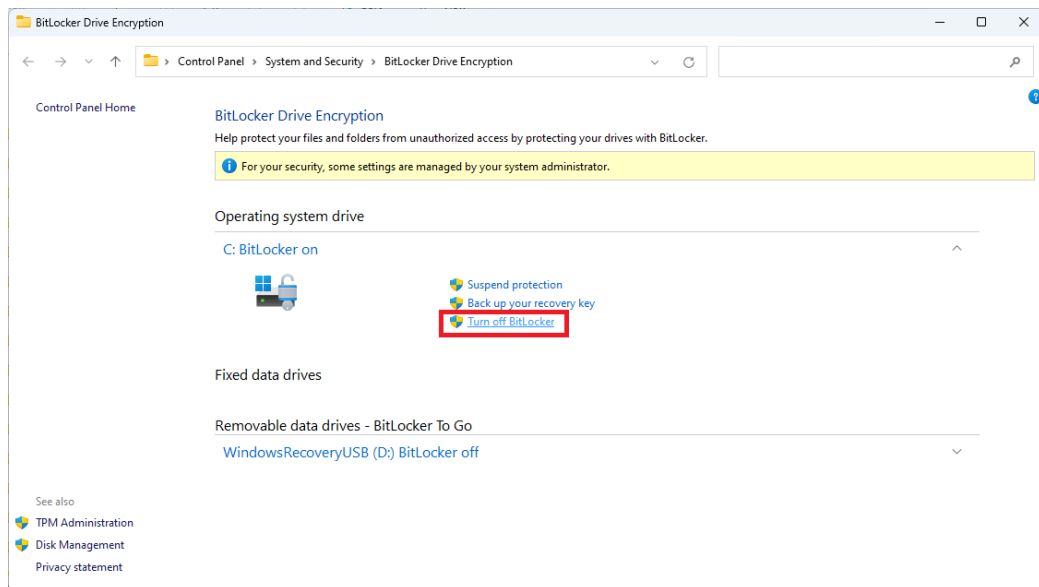 BitLocker Drive Encryption
Control Panel > System and Security > BitLocker Drive Encryption
Control Panel Home
BitLocker Drive Encryption
Help protect your files and folders from unauthorized access by protecting your drives with BitLocker.
For your security, some settings are managed by your system administrator.
Operating system drive
C: BitLocker on
Suspend protection
Back up your recovery key
Turn off BitLocker
Fixed data drives
Removable data drives - BitLocker To Go
WindowsRecoveryUSB (D:) BitLocker off
See also
TPM Administration
Disk Management
Privacy statement